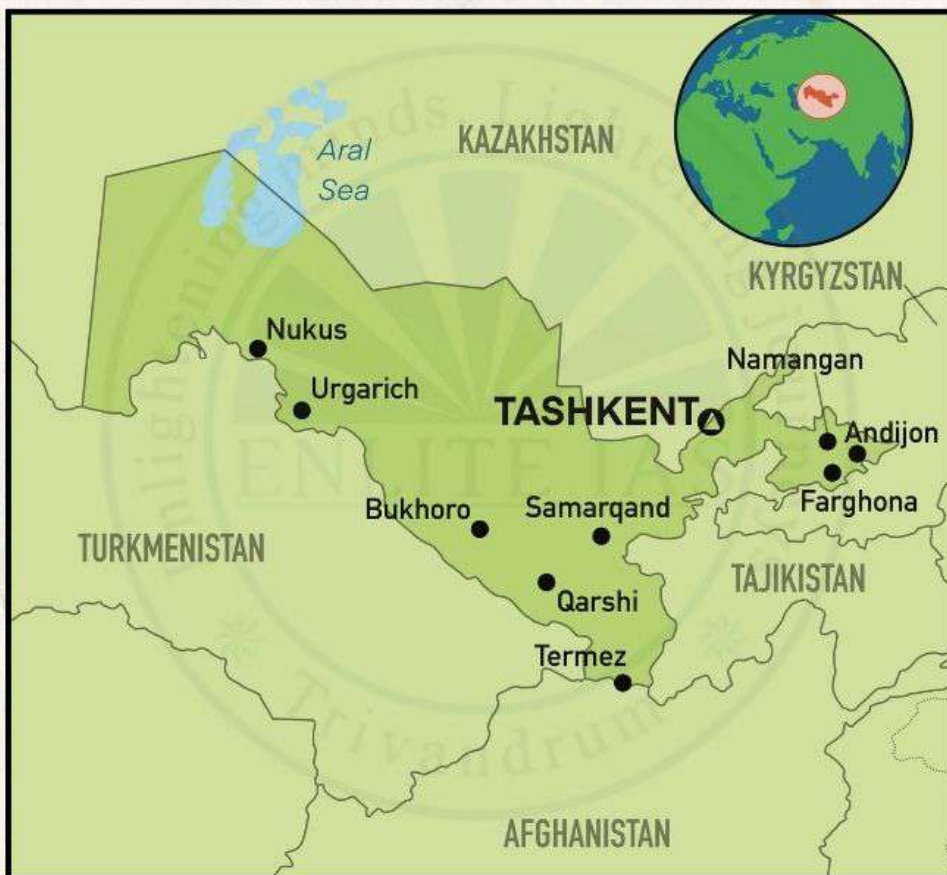 KAZAKHSTAN
Aral
Sea
KYRGYZSTAN
Nukus
Namangan
Urgarich
TASHKENT
Andijon
Farghona
Bukhoro
Samarqand
TURKMENISTAN
TAJIKISTAN
Qarshi
Termez
AFGHANISTAN
ENLITE IAS
Trivandrum